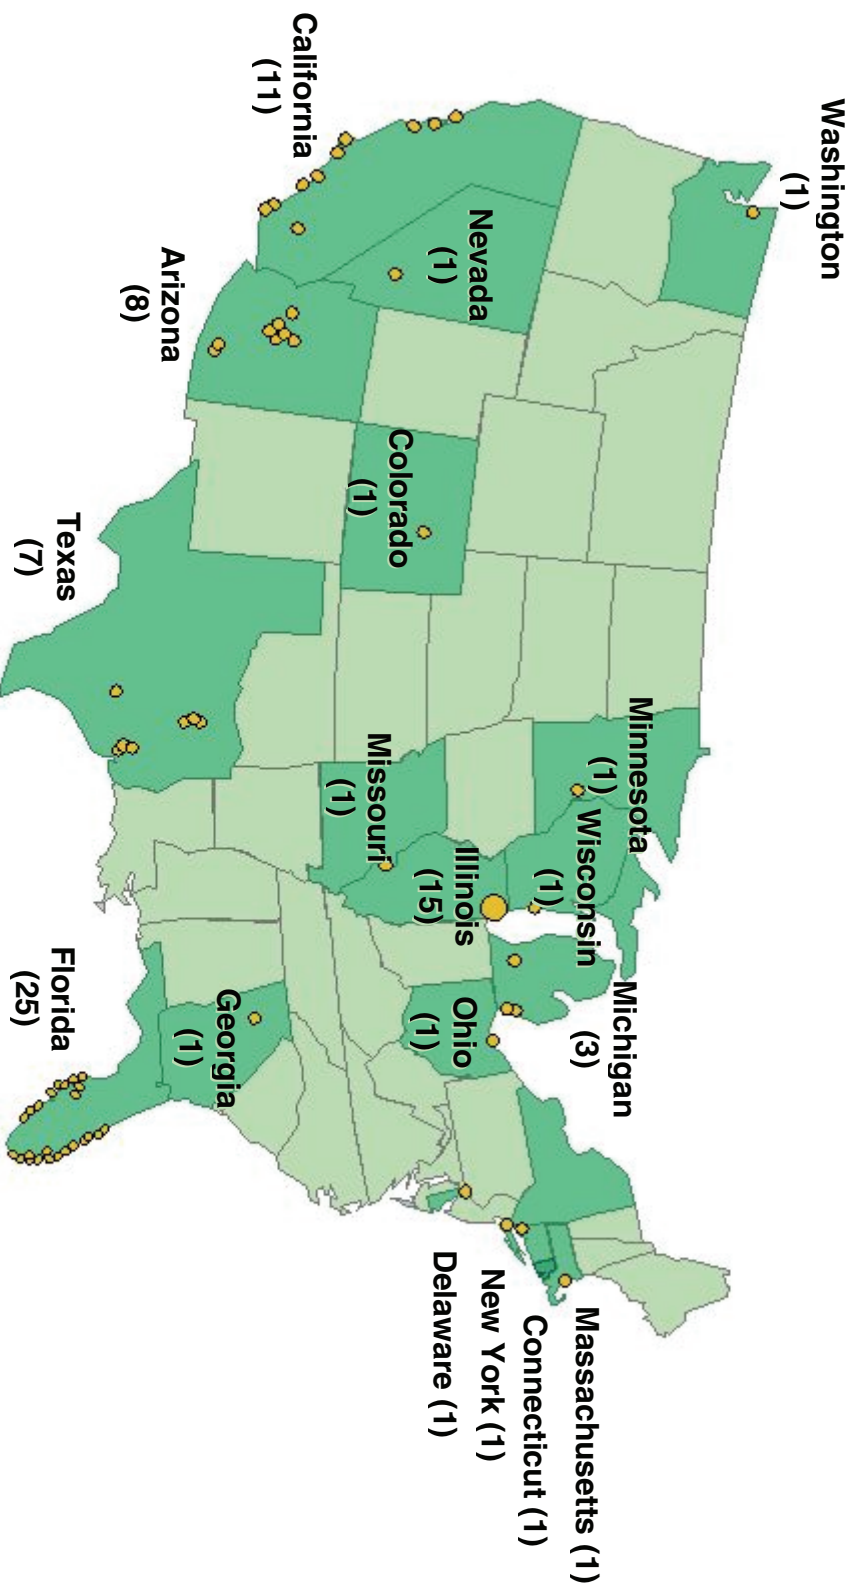 Washington
(1)
California
(11)
Nevada
(1)
Arizona
(8)
Colorado
(1)
Texas
(7)
Minnesota
(1)
Wisconsin
(1)
Missouri
(1)
Illinois
(15)
Michigan
(3)
Ohio
(1)
Georgia
(1)
Florida
(25)
Massachusetts (1)
Connecticut (1)
New York (1)
Delaware (1)